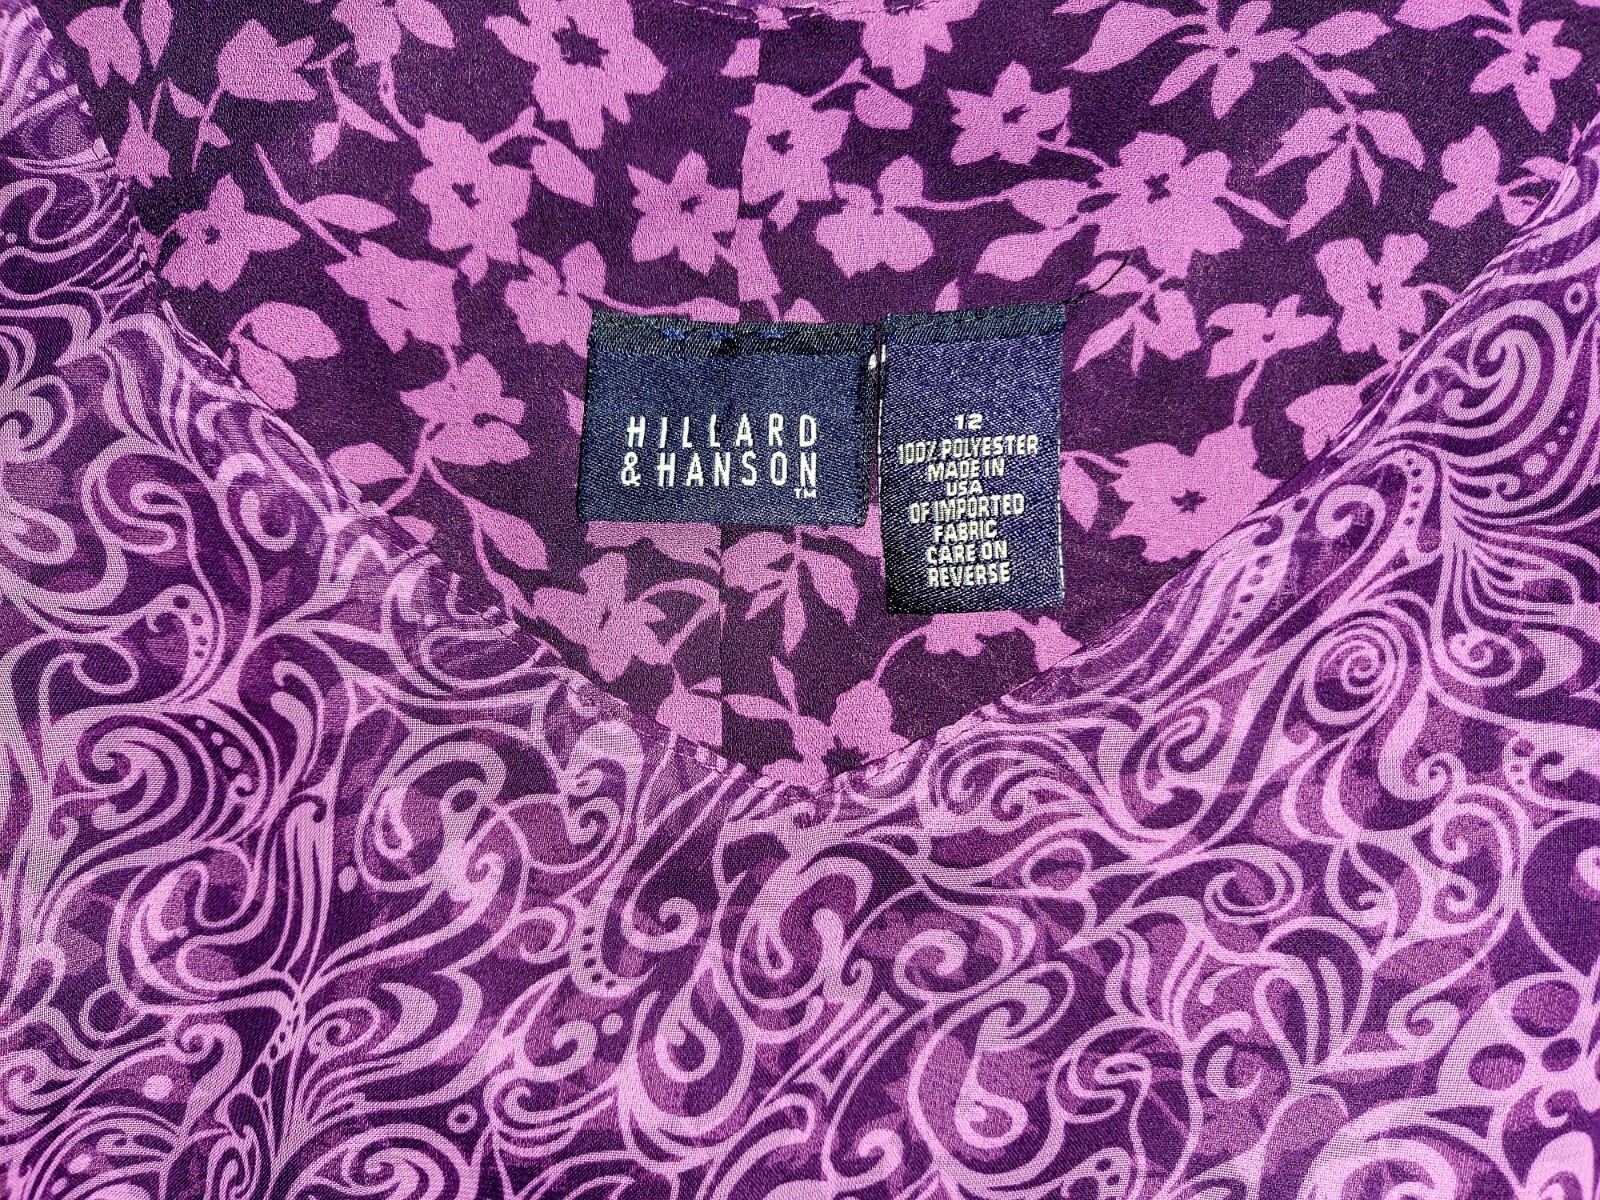 HILLARD
& HANSON
TM
12
100% POLYESTER
MADE IN
USA
OF IMPORTED
FABRIC
CARE ON
REVERSE